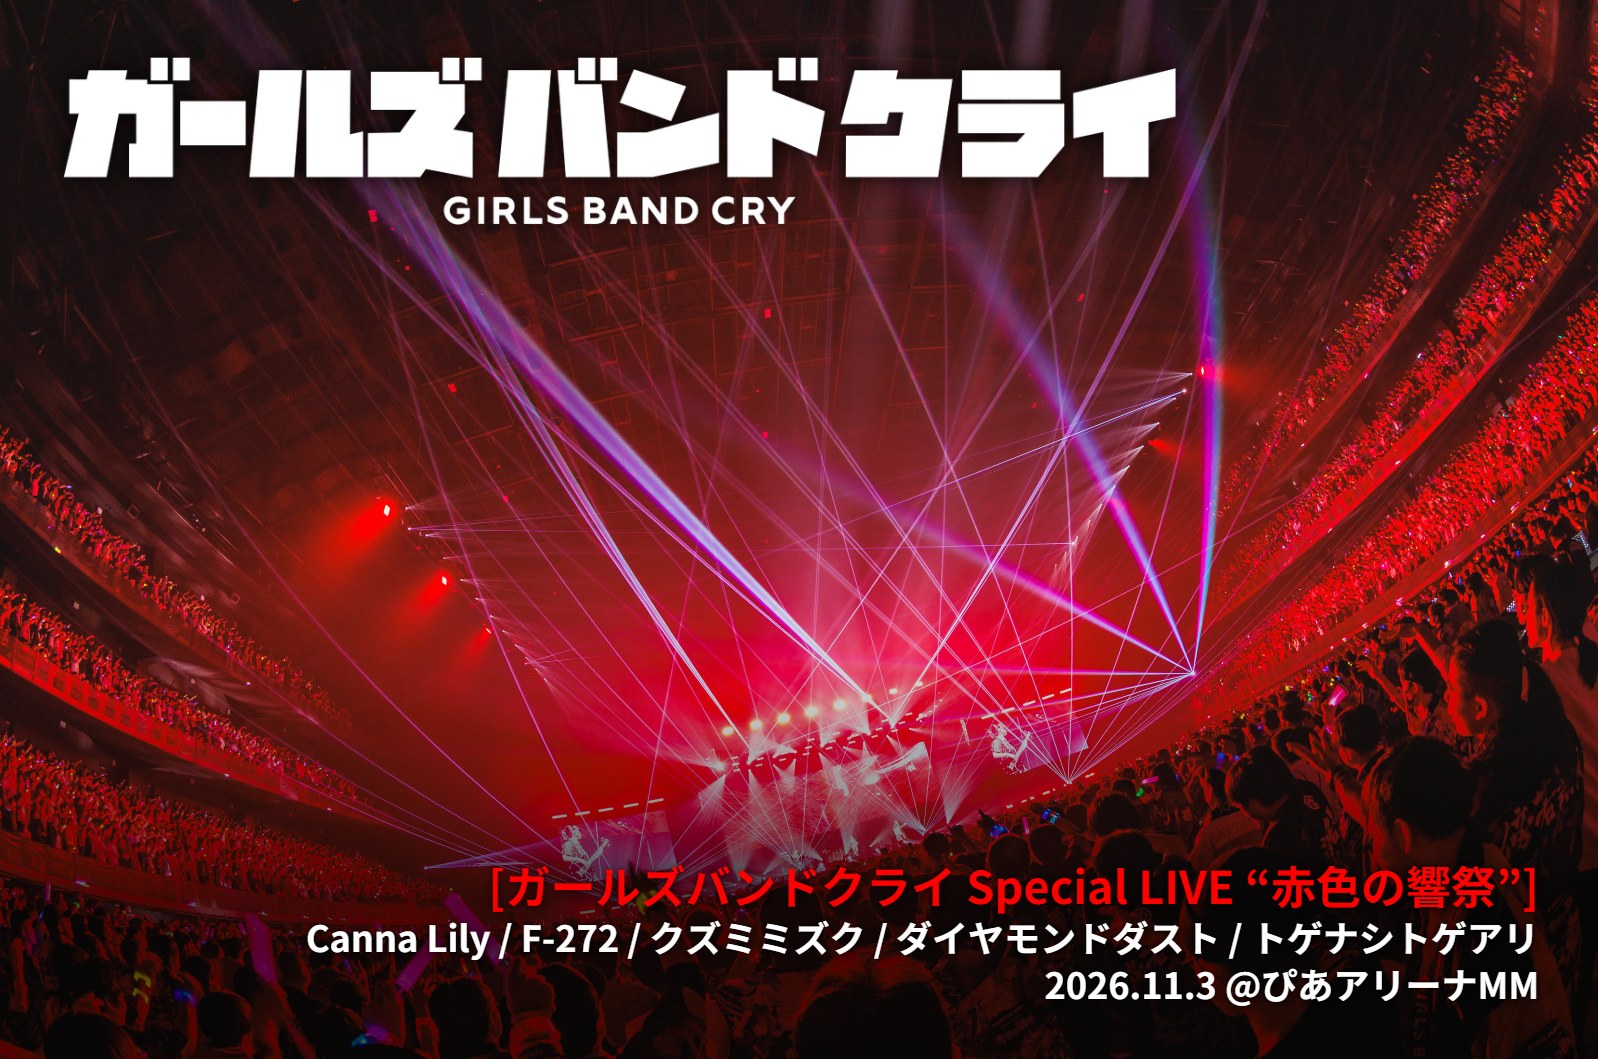 ガールズバンドクライ
GIRLS BAND CRY
[ガールズバンドクライ Special LIVE “赤色の響祭”]
Canna Lily / F-272 / クズミミズク / ダイヤモンドダスト / トゲナシトゲアリ
2026.11.3 @ぴあアリーナMM